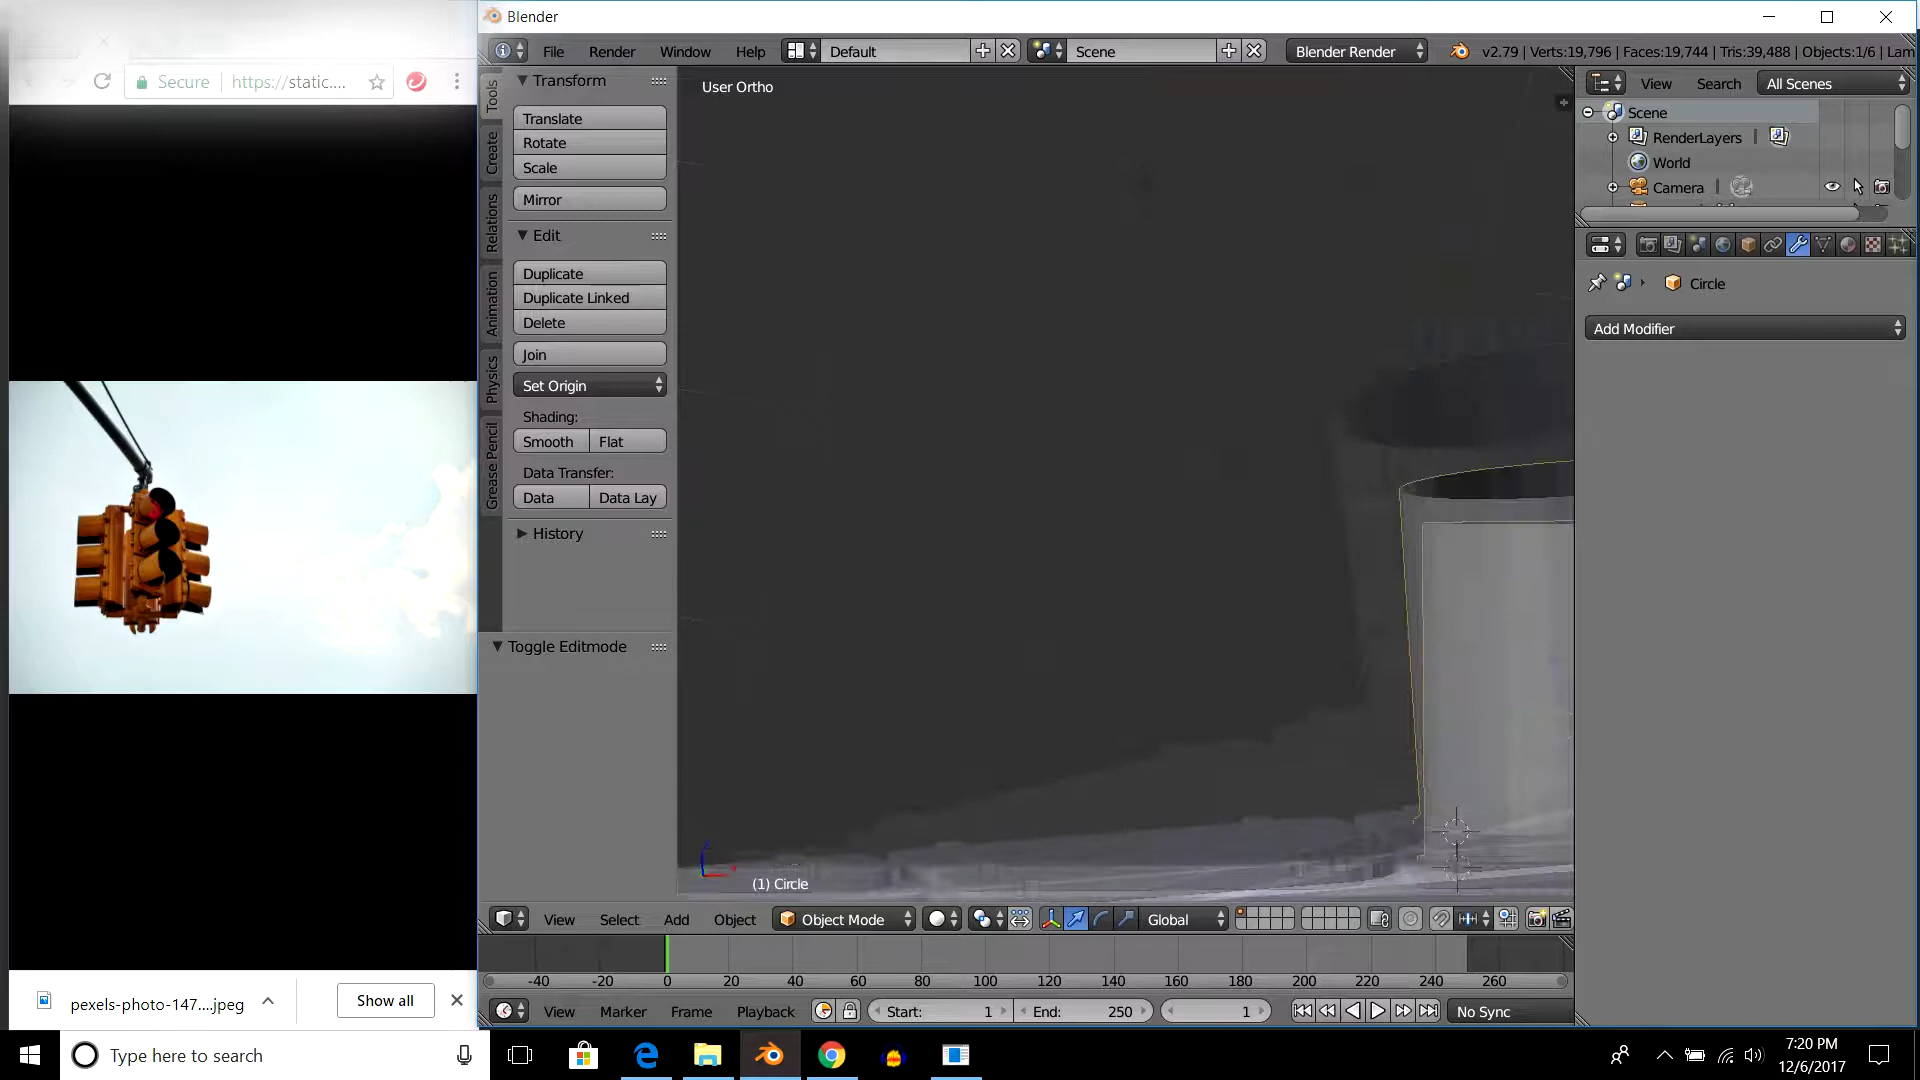 Blender
File Render Window Help Default Scene Blender Render v2.79 | Verts:19,796 | Faces:19,744 | Tris:39,488 | Objects:1/6 | Lam
Secure https://static....
Tools
Create
Relations
Animation
Physics
Grease Pencil
Transform
Translate
Rotate
Scale
Mirror
Edit
Duplicate
Duplicate Linked
Delete
Join
Set Origin
Shading:
Smooth Flat
Data Transfer:
Data Data Lay
History
Toggle Editmode
User Ortho
(1) Circle
View Search All Scenes
Scene
RenderLayers
World
Camera
Circle
Add Modifier
View Select Add Object Object Mode Global
-40 -20 0 20 40 60 80 100 120 140 160 180 200 220 240 260
View Marker Frame Playback Start: 1 End: 250 1 No Sync
pexels-photo-147....jpeg Show all
Type here to search
7:20 PM
12/6/2017